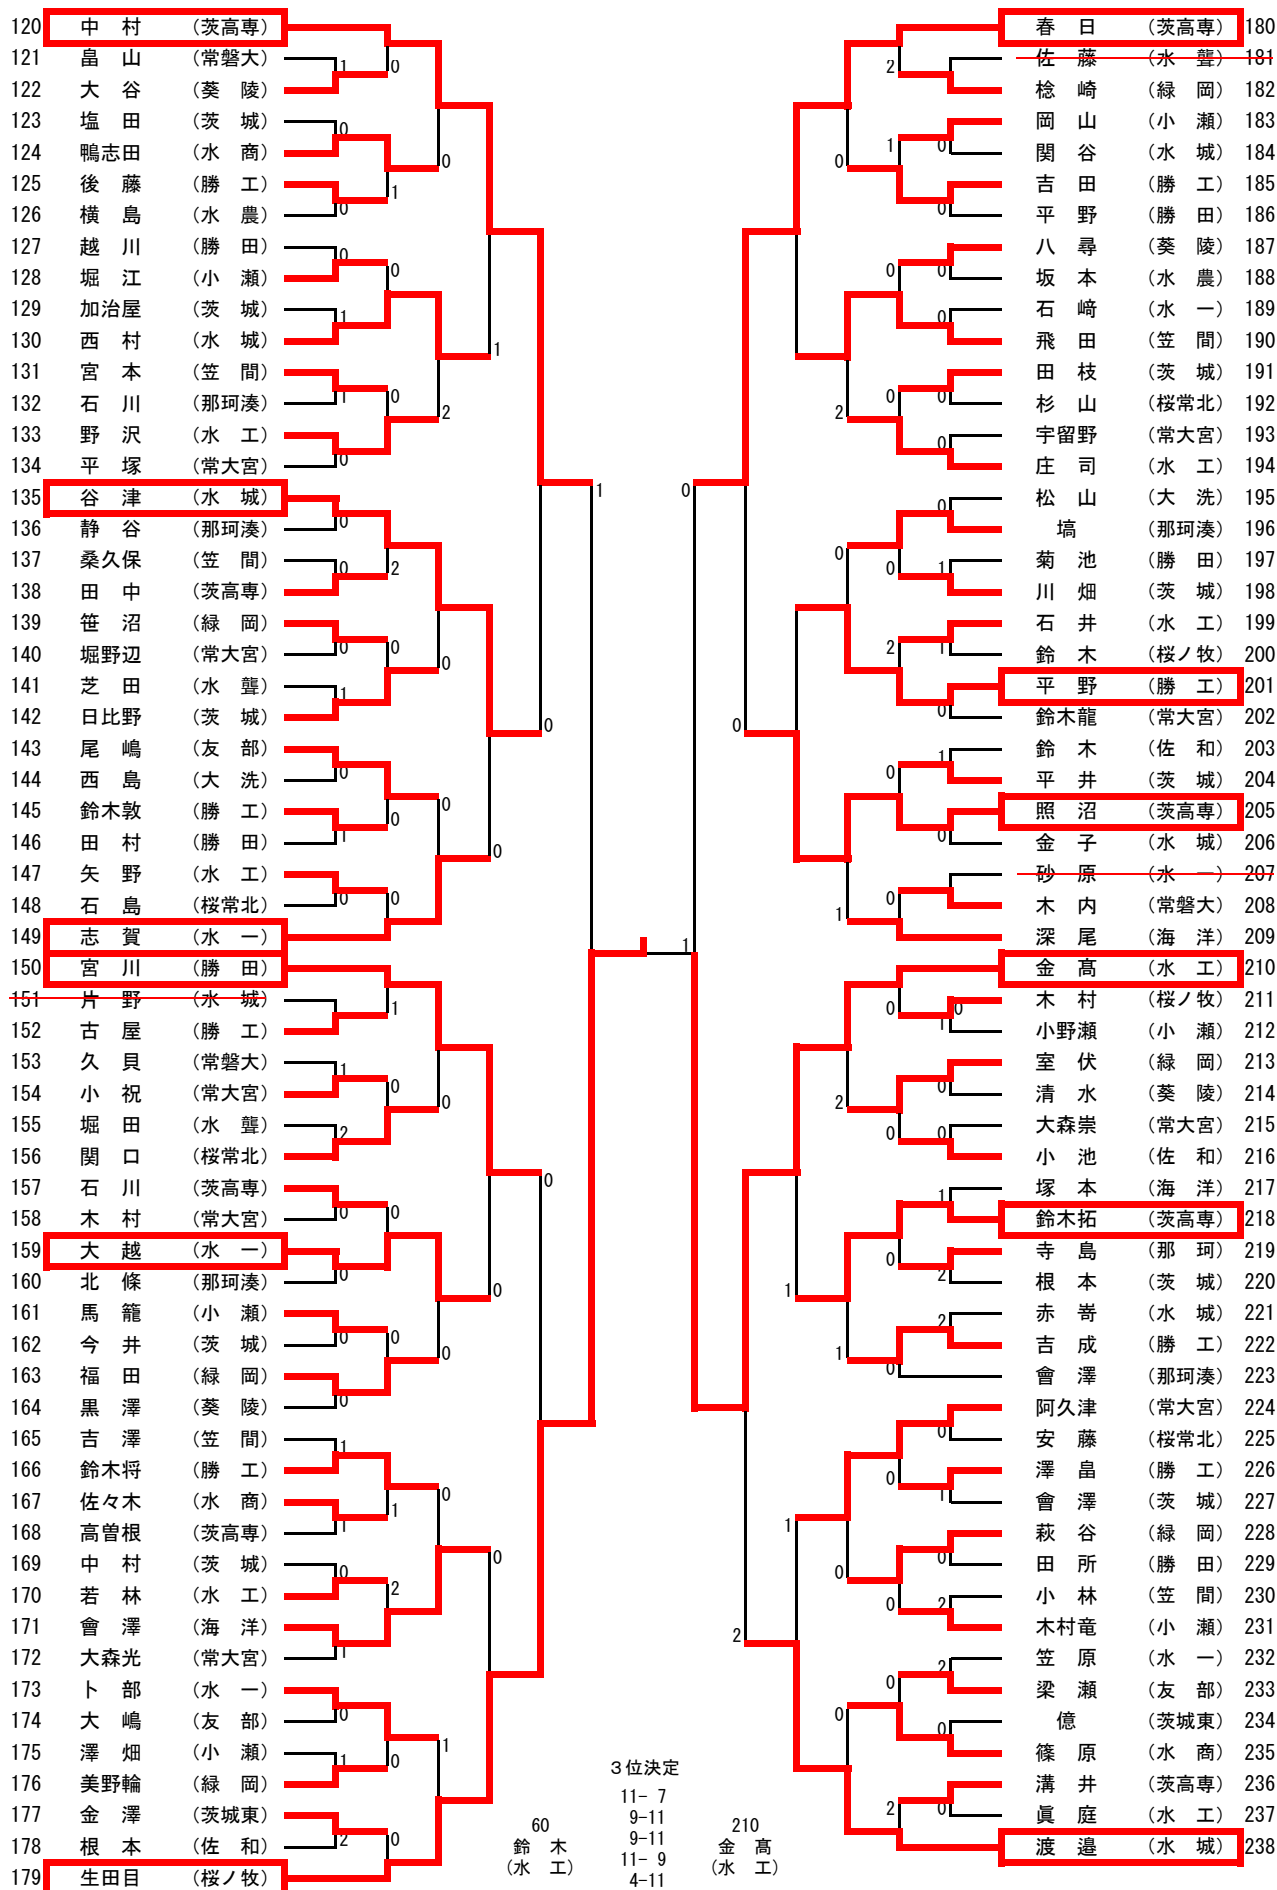 120 中 村 (茨高専)
121 畠 山 (常磐大)
122 大 谷 (葵 陵)
123 塩 田 (茨 城)
124 鴨志田 (水 商)
125 後 藤 (勝 工)
126 横 島 (水 農)
127 越 川 (勝 田)
128 堀 江 (小 瀬)
129 加治屋 (茨 城)
130 西 村 (水 城)
131 宮 本 (笠 間)
132 石 川 (那珂湊)
133 野 沢 (水 工)
134 平 塚 (常大宮)
135 谷 津 (水 城)
136 静 谷 (那珂湊)
137 桑久保 (笠 間)
138 田 中 (茨高専)
139 笹 沼 (緑 岡)
140 堀野辺 (常大宮)
141 芝 田 (水 聾)
142 日比野 (茨 城)
143 尾 嶋 (友 部)
144 西 島 (大 洗)
145 鈴木敦 (勝 工)
146 田 村 (勝 田)
147 矢 野 (水 工)
148 石 島 (桜常北)
149 志 賀 (水 一)
150 宮 川 (勝 田)
151 片 野 (水 城)
152 古 屋 (勝 工)
153 久 貝 (常磐大)
154 小 祝 (常大宮)
155 堀 田 (水 聾)
156 関 口 (桜常北)
157 石 川 (茨高専)
158 木 村 (常大宮)
159 大 越 (水 一)
160 北 條 (那珂湊)
161 馬 籠 (小 瀬)
162 今 井 (茨 城)
163 福 田 (緑 岡)
164 黒 澤 (葵 陵)
165 吉 澤 (笠 間)
166 鈴木将 (勝 工)
167 佐々木 (水 商)
168 高曽根 (茨高専)
169 中 村 (茨 城)
170 若 林 (水 工)
171 會 澤 (海 洋)
172 大森光 (常大宮)
173 卜 部 (水 一)
174 大 嶋 (友 部)
175 澤 畑 (小 瀬)
176 美野輪 (緑 岡)
177 金 澤 (茨城東)
178 根 本 (佐 和)
179 生田目 (桜ノ牧)
春 日 (茨高専) 180
佐 藤 (水 聾) 181
桧 崎 (緑 岡) 182
岡 山 (小 瀬) 183
関 谷 (水 城) 184
吉 田 (勝 工) 185
平 野 (勝 田) 186
八 尋 (葵 陵) 187
坂 本 (水 農) 188
石 﨑 (水 一) 189
飛 田 (笠 間) 190
田 枝 (茨 城) 191
杉 山 (桜常北) 192
宇留野 (常大宮) 193
庄 司 (水 工) 194
松 山 (大 洗) 195
塙 (那珂湊) 196
菊 池 (勝 田) 197
川 畑 (茨 城) 198
石 井 (水 工) 199
鈴 木 (桜ノ牧) 200
平 野 (勝 工) 201
鈴木龍 (常大宮) 202
鈴 木 (佐 和) 203
平 井 (茨 城) 204
照 沼 (茨高専) 205
金 子 (水 城) 206
砂 原 (水 一) 207
木 内 (常磐大) 208
深 尾 (海 洋) 209
金 髙 (水 工) 210
木 村 (桜ノ牧) 211
小野瀬 (小 瀬) 212
室 伏 (緑 岡) 213
清 水 (葵 陵) 214
大森崇 (常大宮) 215
小 池 (佐 和) 216
塚 本 (海 洋) 217
鈴木拓 (茨高専) 218
寺 島 (那 珂) 219
根 本 (茨 城) 220
赤 嵜 (水 城) 221
吉 成 (勝 工) 222
會 澤 (那珂湊) 223
阿久津 (常大宮) 224
安 藤 (桜常北) 225
澤 畠 (勝 工) 226
會 澤 (茨 城) 227
萩 谷 (緑 岡) 228
田 所 (勝 田) 229
小 林 (笠 間) 230
木村竜 (小 瀬) 231
笠 原 (水 一) 232
梁 瀬 (友 部) 233
億 (茨城東) 234
篠 原 (水 商) 235
溝 井 (茨高専) 236
眞 庭 (水 工) 237
渡 邉 (水 城) 238
3位決定
11- 7
9-11
9-11
11- 9
4-11
60
鈴 木
(水 工)
210
金 髙
(水 工)